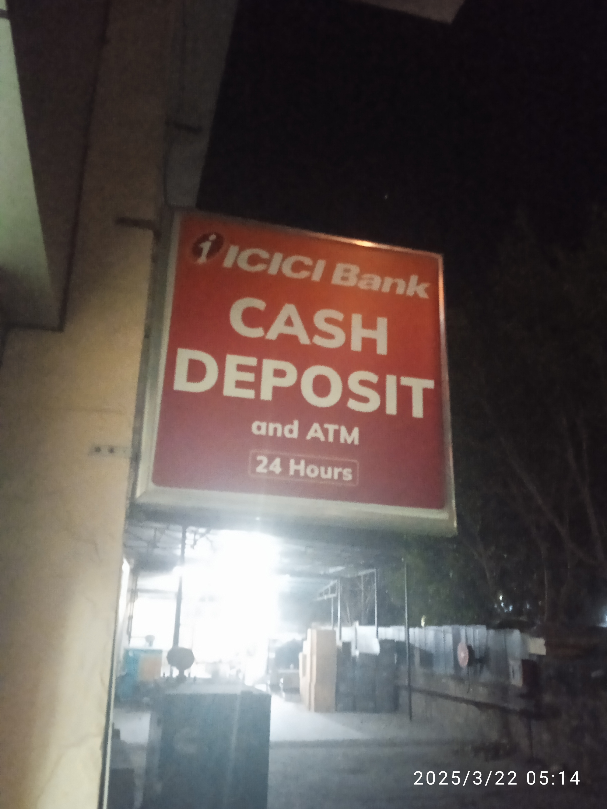 ICICI Bank
CASH
DEPOSIT
and ATM
24 Hours
2025/3/22 05:14